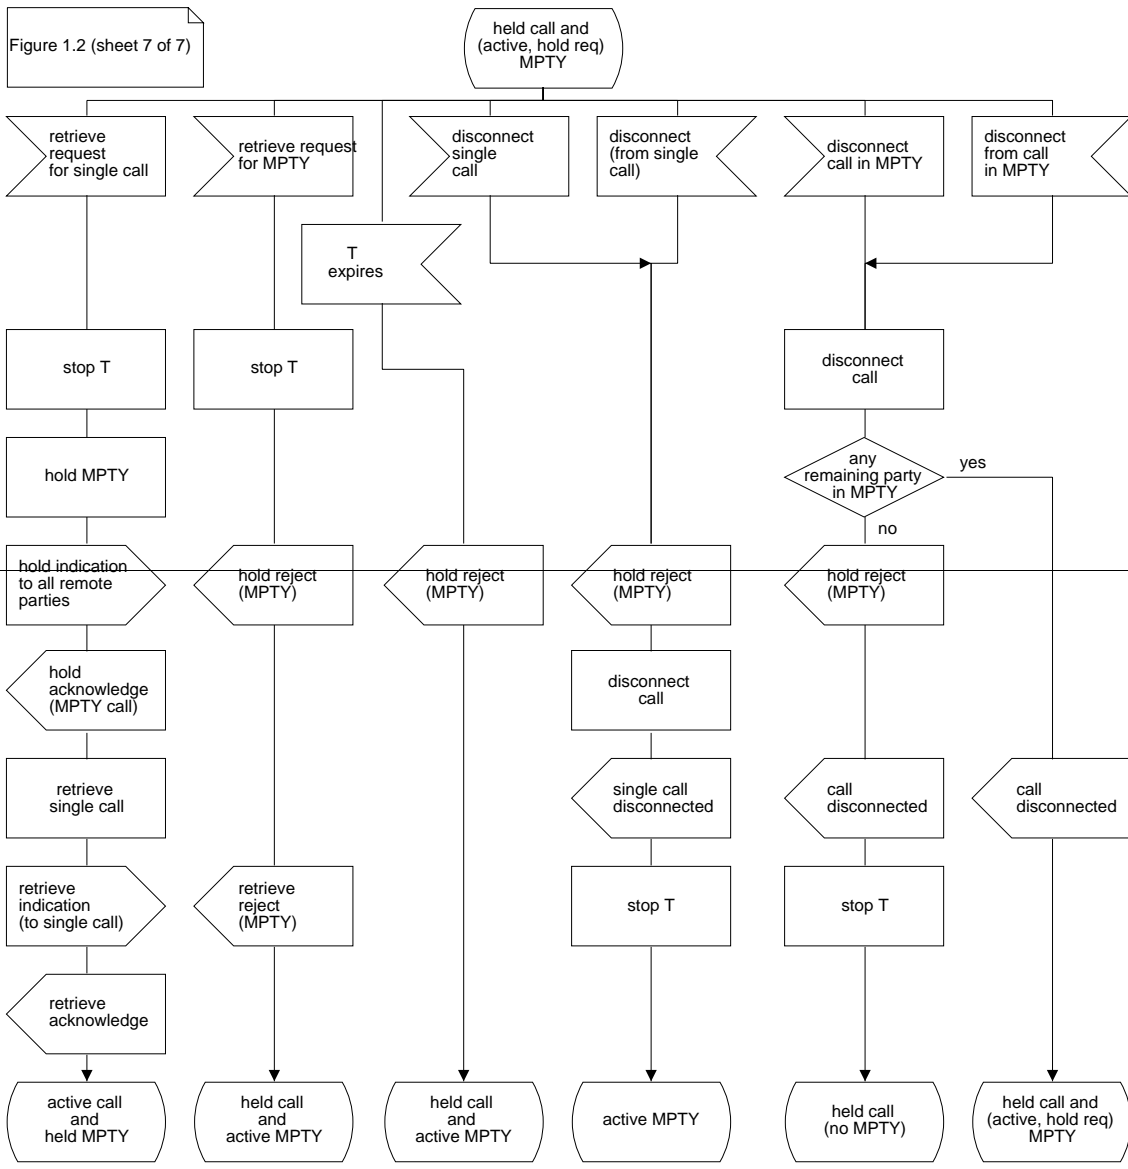 Figure 1.2 (sheet 7 of 7)
held call and
(active, hold req)
MPTY
retrieve
request
for single call
retrieve request
for MPTY
disconnect
single
call
disconnect
(from single
call)
disconnect
call in MPTY
disconnect
from call
in MPTY
T
expires
stop T
stop T
disconnect
call
hold MPTY
any
remaining party
in MPTY
yes
no
hold indication
to all remote
parties
hold reject
(MPTY)
hold reject
(MPTY)
hold reject
(MPTY)
hold reject
(MPTY)
hold
acknowledge
(MPTY call)
disconnect
call
retrieve
single call
single call
disconnected
call
disconnected
call
disconnected
retrieve
indication
(to single call)
retrieve
reject
(MPTY)
stop T
stop T
retrieve
acknowledge
active call
and
held MPTY
held call
and
active MPTY
held call
and
active MPTY
active MPTY
held call
(no MPTY)
held call and
(active, hold req)
MPTY